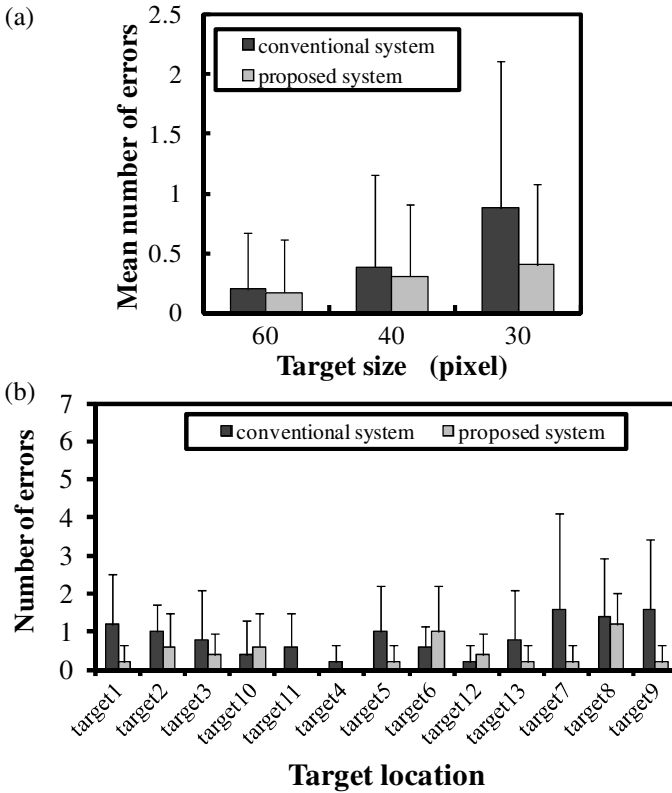 (a)
2.5
2
1.5
1
0.5
0
Mean number of errors
conventional system
proposed system
60 40 30
Target size (pixel)
(b)
7
6
5
4
3
2
1
0
Number of errors
conventional system proposed system
target1 target2 target3 target10 target11 target4 target5 target6 target12 target13 target7 target8 target9
Target location